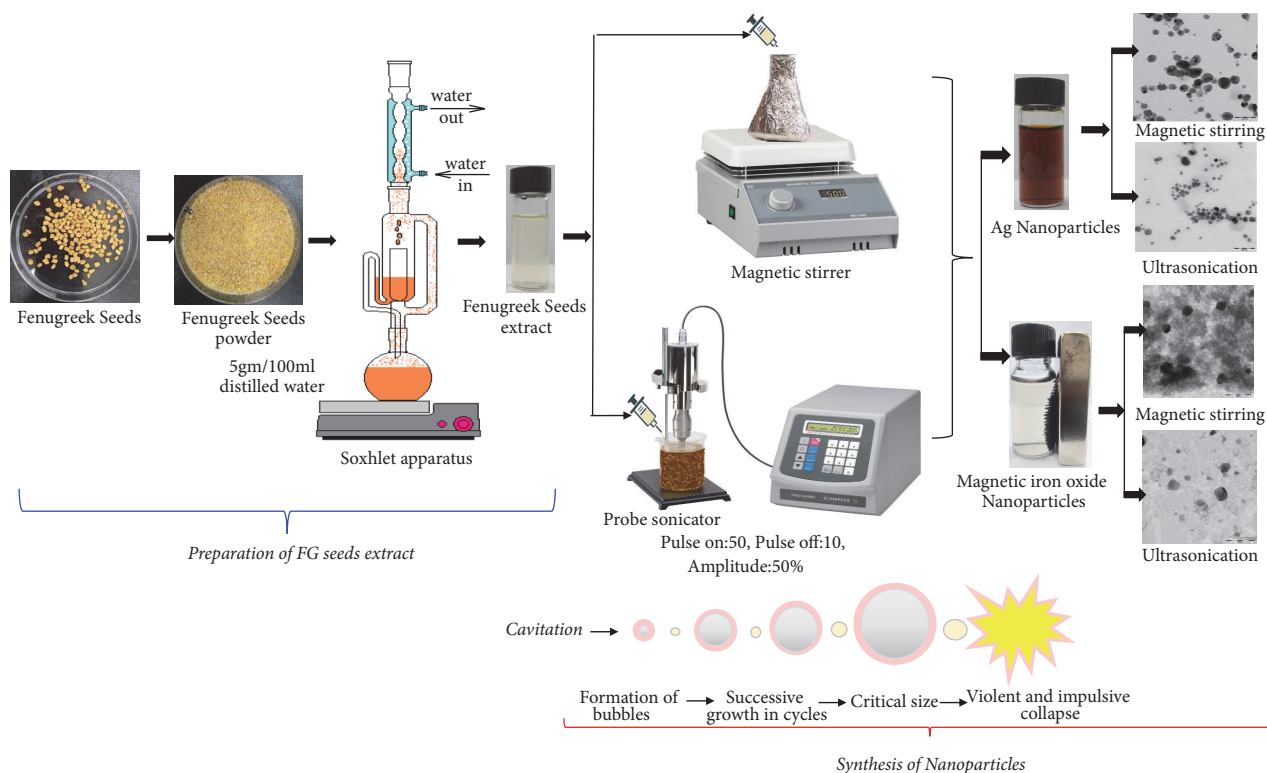 Fenugreek Seeds
Fenugreek Seeds
powder
5gm/100ml
distilled water
water
out
water
in
Soxhlet apparatus
Fenugreek Seeds
extract
Preparation of FG seeds extract
Magnetic stirrer
Probe sonicator
Pulse on:50, Pulse off:10,
Amplitude:50%
Ag Nanoparticles
Magnetic iron oxide
Nanoparticles
Magnetic stirring
Ultrasonication
Magnetic stirring
Ultrasonication
Cavitation
Formation of
bubbles
Successive
growth in cycles
Critical size
Violent and impulsive
collapse
Synthesis of Nanoparticles